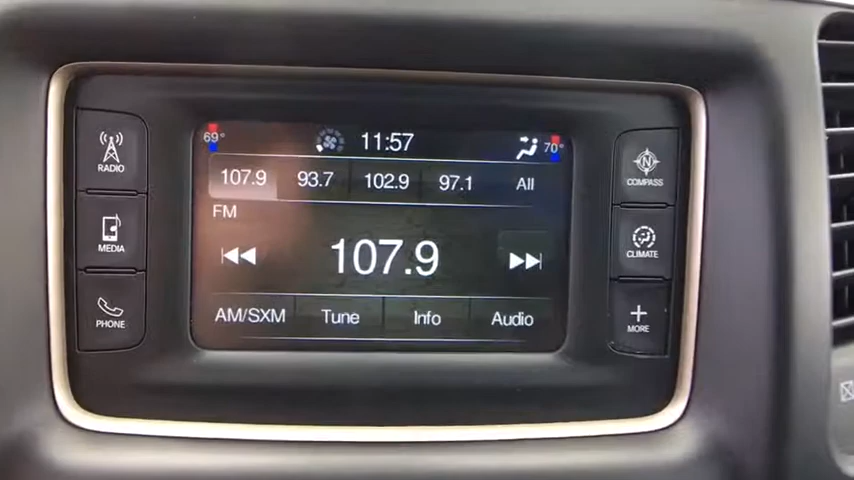 69° 11:57 70°
107.9 93.7 102.9 97.1 All
FM
107.9
AM/SXM Tune Info Audio
RADIO
MEDIA
PHONE
N
COMPASS
CLIMATE
MORE